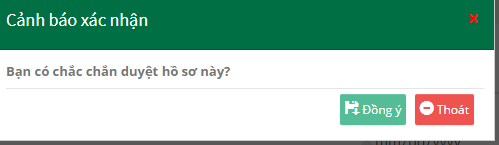 Cảnh báo xác nhận
Bạn có chắc chắn duyệt hồ sơ này?
Đồng ý
Thoát